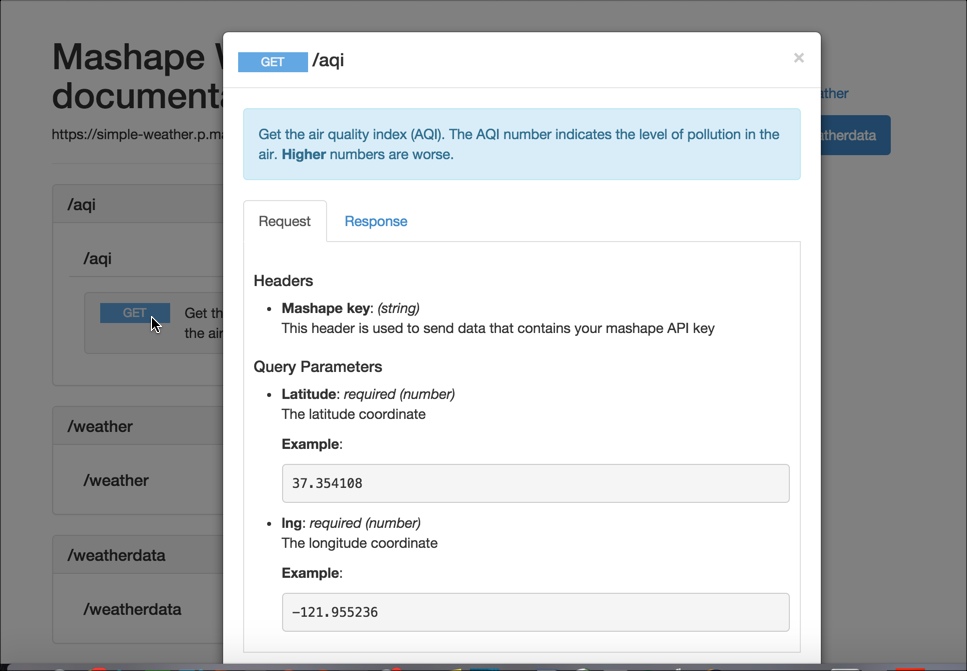 Mashape
documenta
https://simple-weather.p.ma
ather
atherdata
/aqi
/aqi
GET
Get th
the air
/weather
/weather
/weatherdata
/weatherdata
GET /aqi ×
Get the air quality index (AQI). The AQI number indicates the level of pollution in the
air. Higher numbers are worse.
Request Response
Headers
• Mashape key: (string)
This header is used to send data that contains your mashape API key
Query Parameters
• Latitude: required (number)
The latitude coordinate
Example:
37.354108
• lng: required (number)
The longitude coordinate
Example:
-121.955236